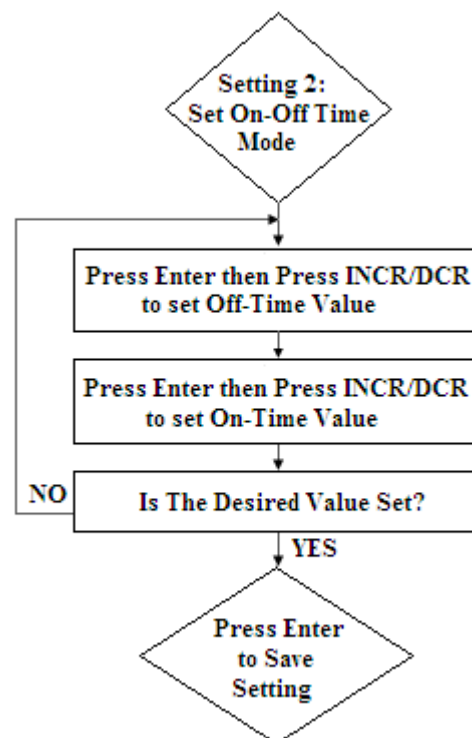 Setting 2:
Set On-Off Time
Mode
Press Enter then Press INCR/DCR
to set Off-Time Value
Press Enter then Press INCR/DCR
to set On-Time Value
NO
Is The Desired Value Set?
YES
Press Enter
to Save
Setting